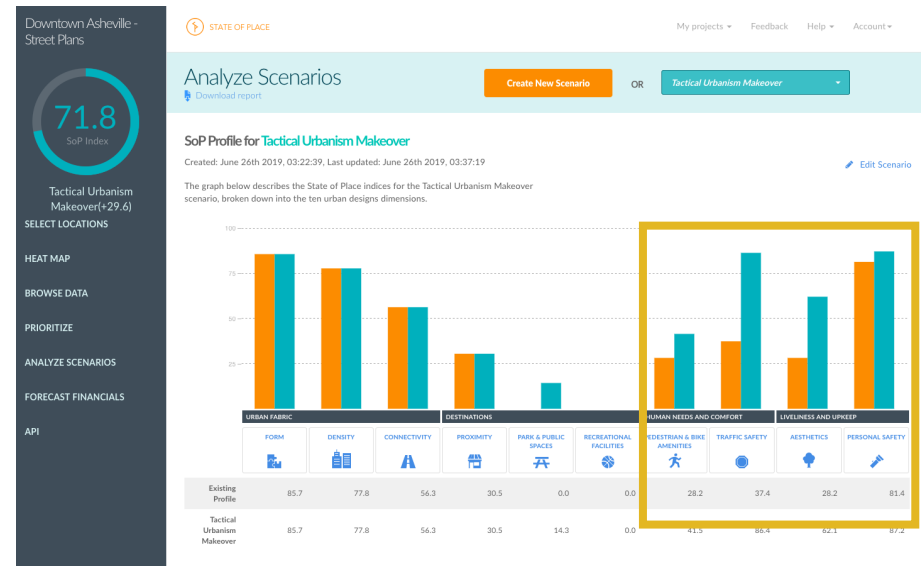 Downtown Asheville -
Street Plans
71.8
SoP Index
Tactical Urbanism
Makeover(+29.6)
SELECT LOCATIONS
HEAT MAP
BROWSE DATA
PRIORITIZE
ANALYZE SCENARIOS
FORECAST FINANCIALS
API
STATE OF PLACE
My projects Feedback Help Account
Analyze Scenarios
Download report
Create New Scenario OR Tactical Urbanism Makeover
SoP Profile for Tactical Urbanism Makeover
Created: June 26th 2019, 03:22:39, Last updated: June 26th 2019, 03:37:19
Edit Scenario
The graph below describes the State of Place indices for the Tactical Urbanism Makeover
scenario, broken down into the ten urban designs dimensions.
100
75
50
25
URBAN FABRIC DESTINATIONS HUMAN NEEDS AND COMFORT LIVELINESS AND UPKEEP
FORM DENSITY CONNECTIVITY PROXIMITY PARK & PUBLIC SPACES RECREATIONAL FACILITIES PEDESTRIAN & BIKE AMENITIES TRAFFIC SAFETY AESTHETICS PERSONAL SAFETY
Existing Profile 85.7 77.8 56.3 30.5 0.0 0.0 28.2 37.4 28.2 81.4
Tactical Urbanism Makeover 85.7 77.8 56.3 30.5 14.3 0.0 41.5 86.4 62.1 87.2